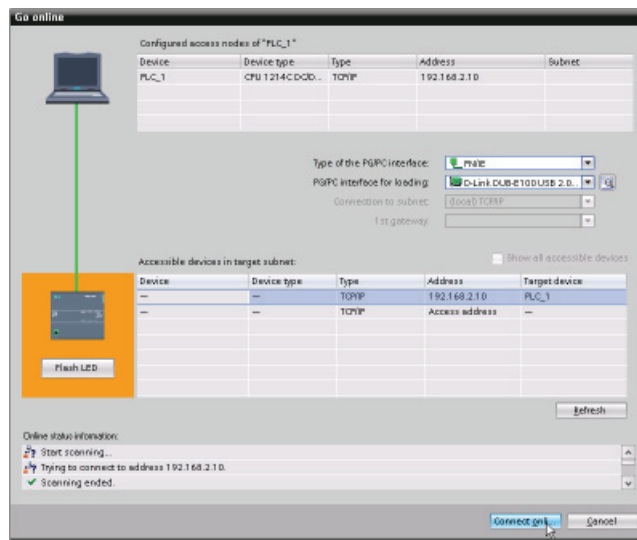 Go online
Configured access nodes of "PLC_1"
Device Device type Type Address Subnet
PLC_1 CPU 1214C DC/D... TCP/IP 192.168.2.10
Type of the PG/PC interface: PN/IE
PG/PC interface for loading: D-Link DUB-E100 USB 2.0...
Connection to subnet: (local) TCP/IP
1st gateway:
Accessible devices in target subnet: Show all accessible devices
Device Device type Type Address Target device
— — TCP/IP 192.168.2.10 PLC_1
— — TCP/IP Access address —
Flash LED
Refresh
Online status information:
Start scanning...
Trying to connect to address 192.168.2.10.
Scanning ended.
Connect onli... Cancel